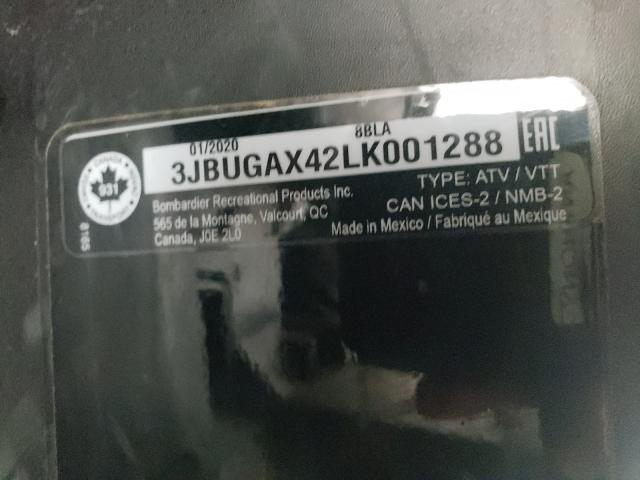 01/2020 8BLA
3JBUGAX42LK001288
EAC
CANADA
931
Bombardier Recreational Products Inc.
565 de la Montagne, Valcourt, QC
Canada, J0E 2L0
TYPE: ATV / VTT
CAN ICES-2 / NMB-2
Made in Mexico / Fabriqué au Mexique